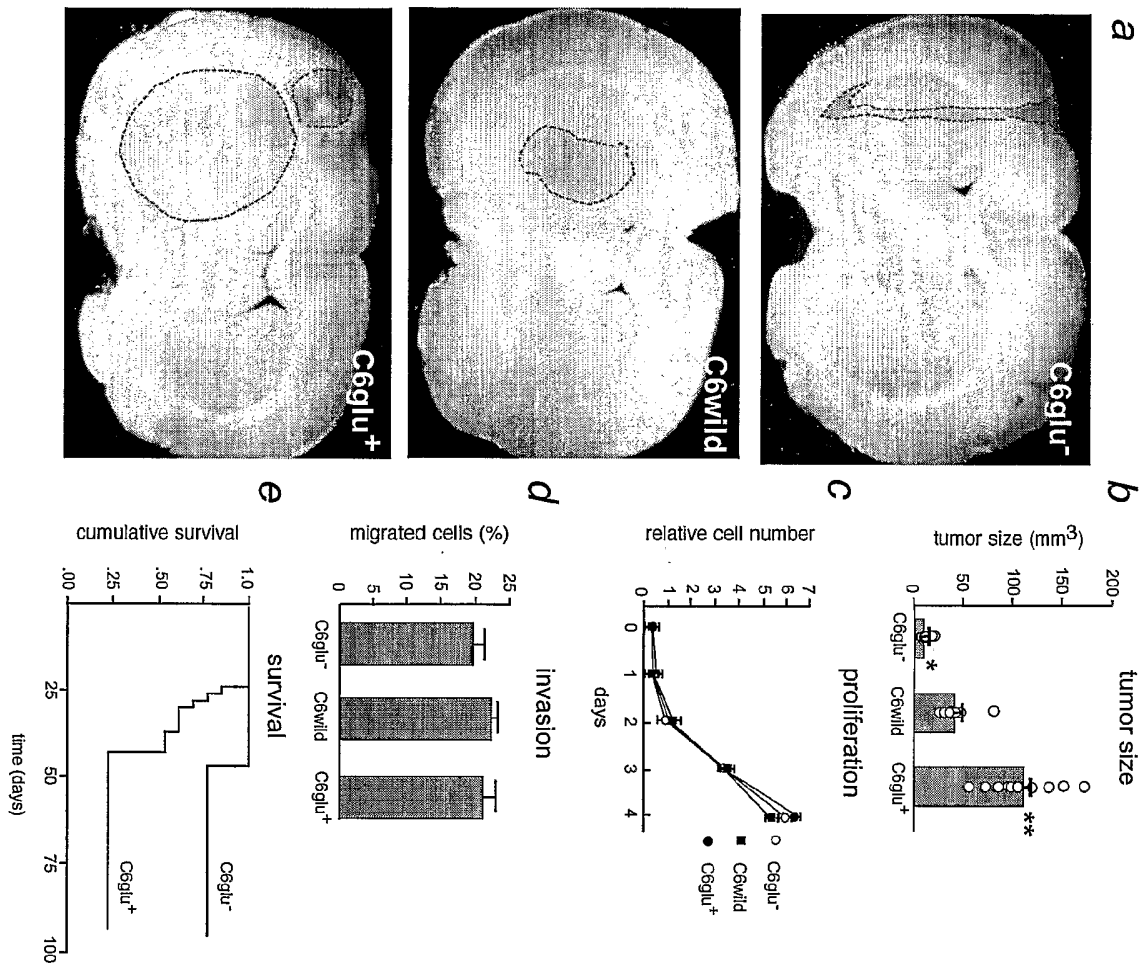 a
C6glu⁻
C6wild
C6glu⁺
b
tumor size
tumor size (mm³)
0 50 100 150 200
C6glu⁻
C6wild
C6glu⁺
*
**
c
proliferation
relative cell number
0 1 2 3 4 5 6 7
0 1 2 3 4
days
C6glu⁻
C6wild
C6glu⁺
d
invasion
migrated cells (%)
0 5 10 15 20 25
C6glu⁻
C6wild
C6glu⁺
e
survival
cumulative survival
.00 .25 .75 1.0
25 50 75 100
time (days)
C6glu⁻
C6glu⁺